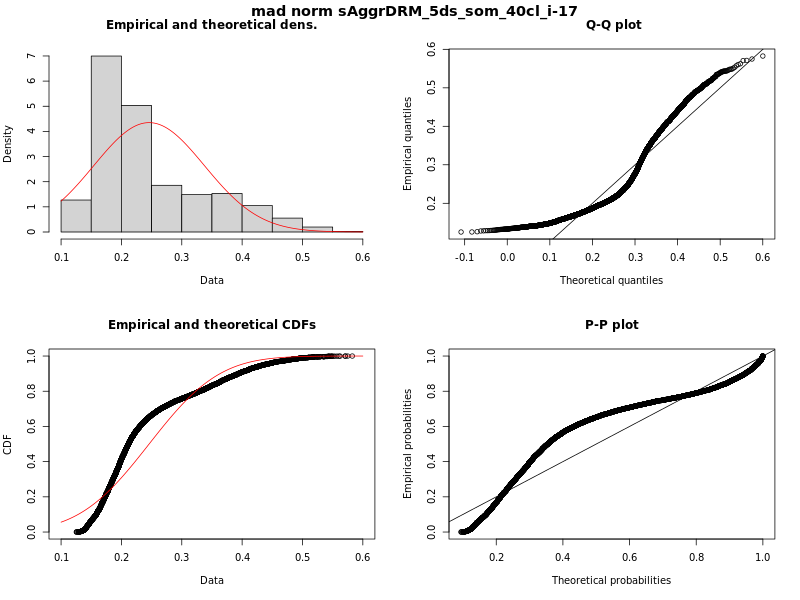 mad norm sAggrDRM_5ds_som_40cl_i-17
Empirical and theoretical dens.
Density
0 1 2 3 4 5 6 7
0.1 0.2 0.3 0.4 0.5 0.6
Data
Q-Q plot
Empirical quantiles
0.2 0.3 0.4 0.5 0.6
-0.1 0.0 0.1 0.2 0.3 0.4 0.5 0.6
Theoretical quantiles
Empirical and theoretical CDFs
CDF
0.0 0.2 0.4 0.6 0.8 1.0
0.1 0.2 0.3 0.4 0.5 0.6
Data
P-P plot
Empirical probabilities
0.0 0.2 0.4 0.6 0.8 1.0
0.2 0.4 0.6 0.8 1.0
Theoretical probabilities